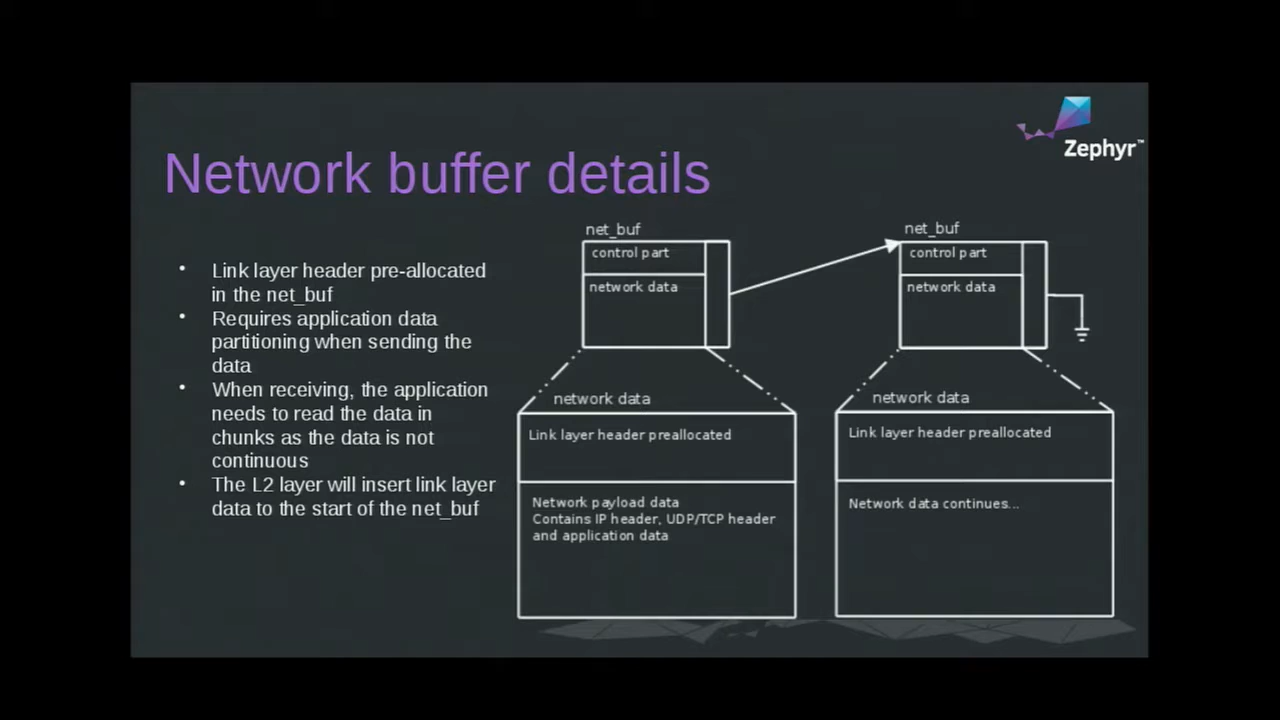 Zephyr™
Network buffer details
• Link layer header pre-allocated
in the net_buf
• Requires application data
partitioning when sending the
data
• When receiving, the application
needs to read the data in
chunks as the data is not
continuous
• The L2 layer will insert link layer
data to the start of the net_buf
net_buf
control part
network data
net_buf
control part
network data
network data
Link layer header preallocated
Network payload data
Contains IP header, UDP/TCP header
and application data
network data
Link layer header preallocated
Network data continues...